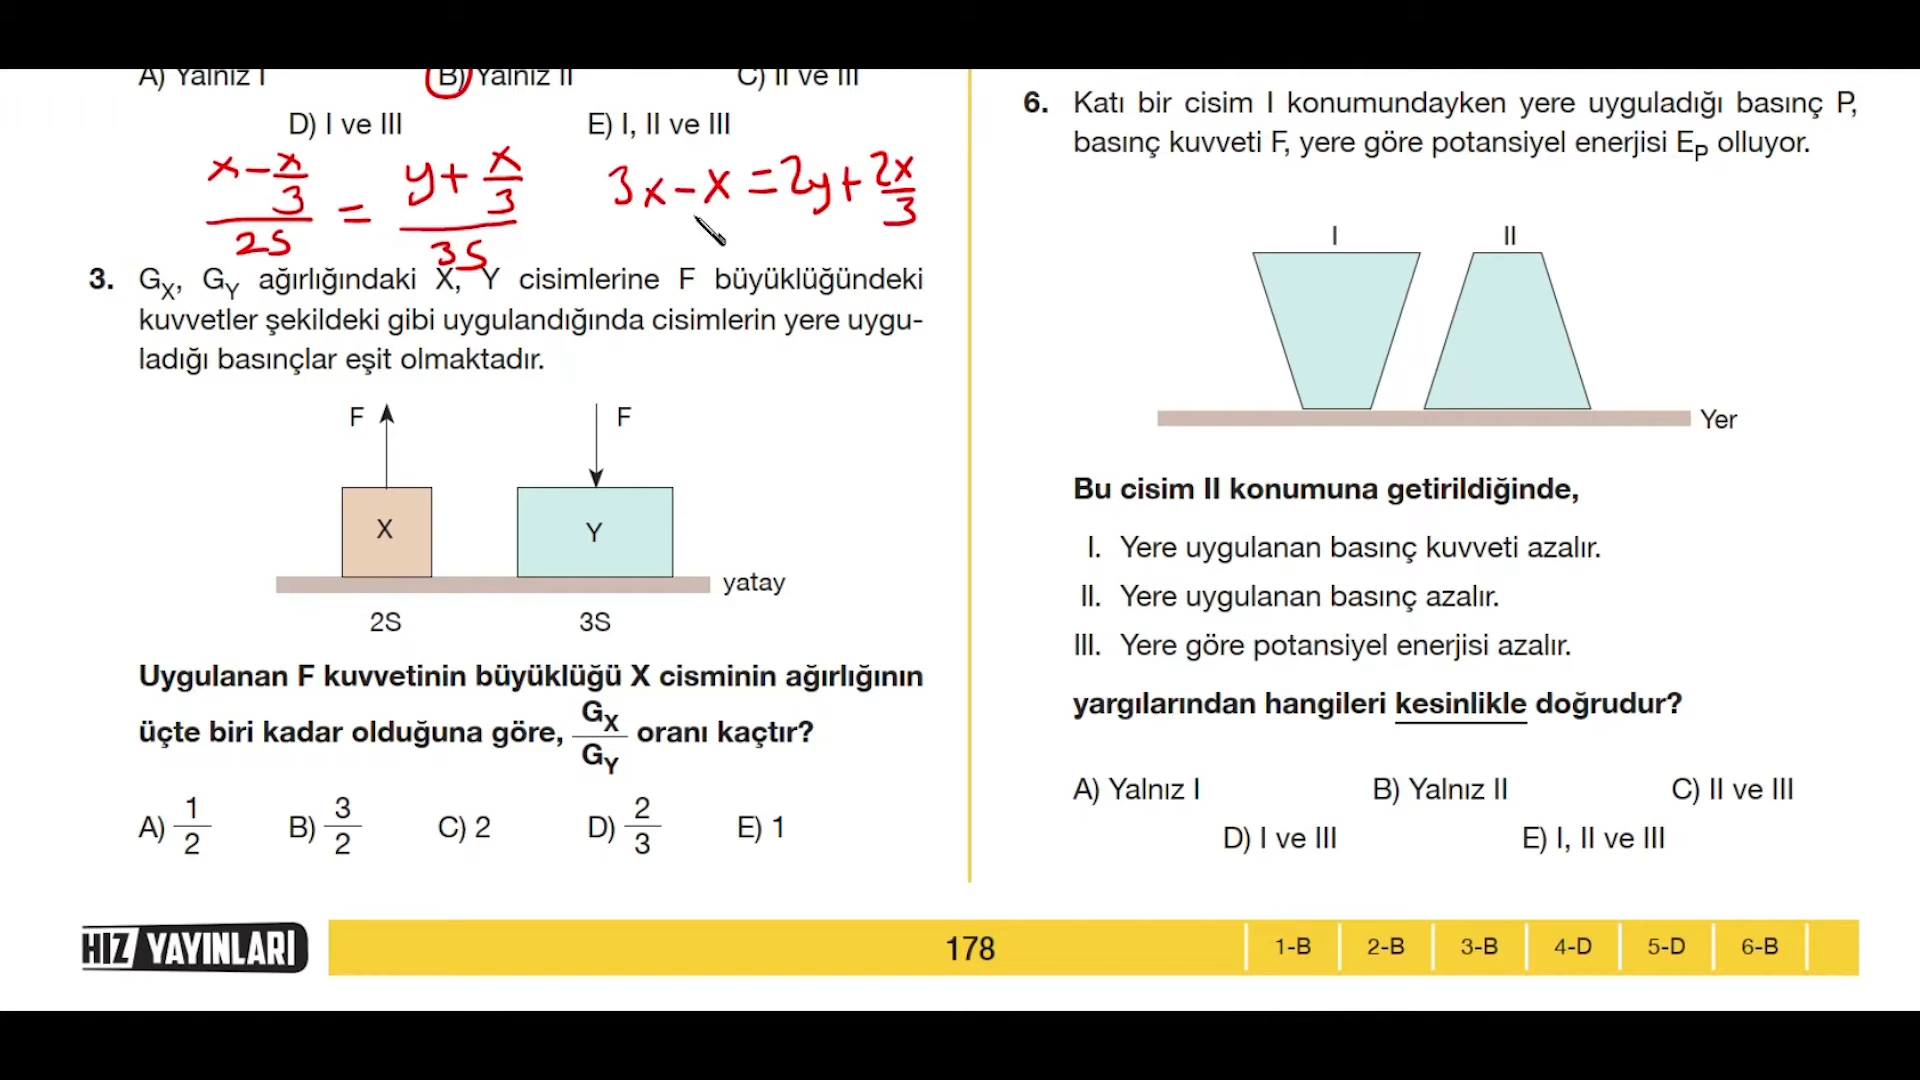 A) Yalnız I B) Yalnız II C) II ve III
D) I ve III E) I, II ve III
x - x/3 / 2S = y + x/3 / 3S
3x - x = 2y + 2x/3
3. G_X, G_Y ağırlığındaki X, Y cisimlerine F büyüklüğündeki
kuvvetler şekildeki gibi uygulandığında cisimlerin yere uygu-
ladığı basınçlar eşit olmaktadır.
F F
X Y
yatay
2S 3S
Uygulanan F kuvvetinin büyüklüğü X cisminin ağırlığının
üçte biri kadar olduğuna göre, G_X/G_Y oranı kaçtır?
A) 1/2 B) 3/2 C) 2 D) 2/3 E) 1
6. Katı bir cisim I konumundayken yere uyguladığı basınç P,
basınç kuvveti F, yere göre potansiyel enerjisi E_P olluyor.
I II
Yer
Bu cisim II konumuna getirildiğinde,
I. Yere uygulanan basınç kuvveti azalır.
II. Yere uygulanan basınç azalır.
III. Yere göre potansiyel enerjisi azalır.
yargılarından hangileri kesinlikle doğrudur?
A) Yalnız I B) Yalnız II C) II ve III
D) I ve III E) I, II ve III
HIZ YAYINLARI
178
1-B 2-B 3-B 4-D 5-D 6-B